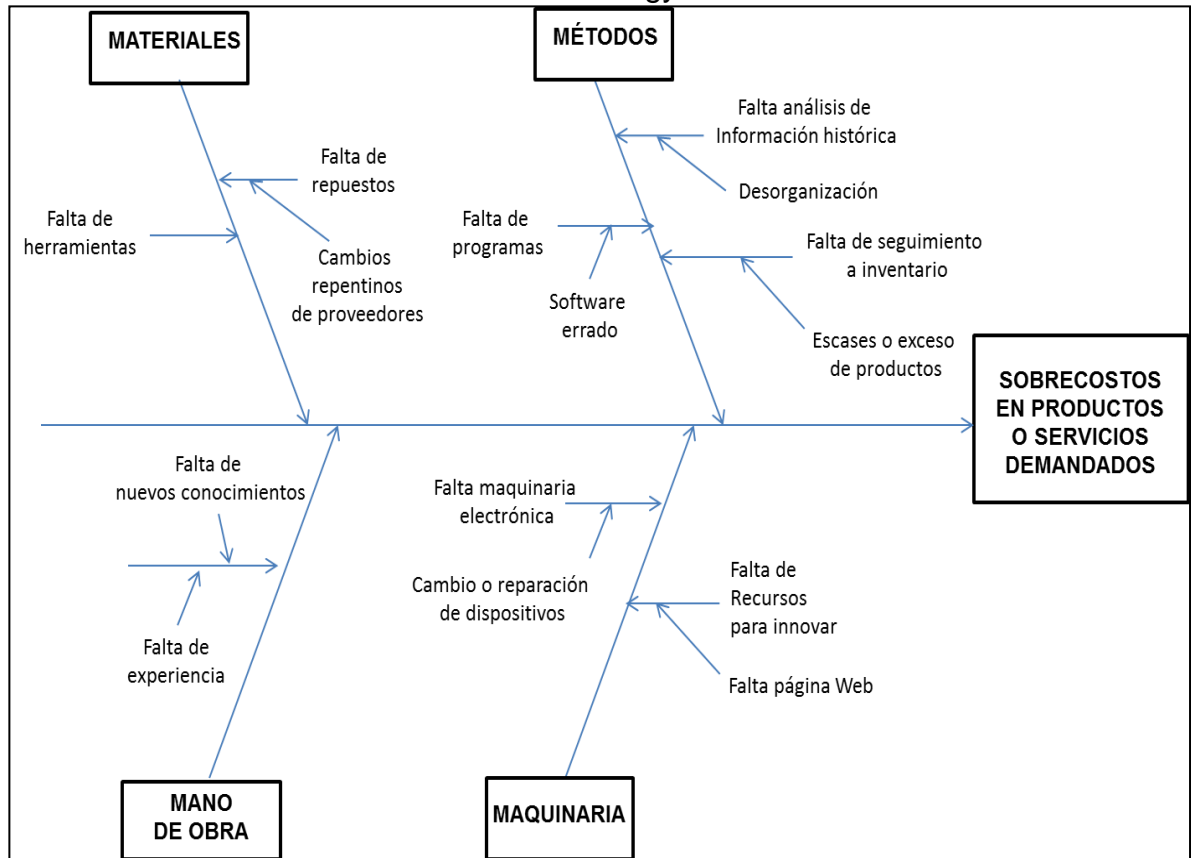 gy
MATERIALES
MÉTODOS
Falta de
repuestos
Falta de
herramientas
Cambios
repentinos
de proveedores
Falta análisis de
Información histórica
Desorganización
Falta de
programas
Software
errado
Falta de seguimiento
a inventario
Escases o exceso
de productos
SOBRECOSTOS
EN PRODUCTOS
O SERVICIOS
DEMANDADOS
Falta de
nuevos conocimientos
Falta de
experiencia
Falta maquinaria
electrónica
Cambio o reparación
de dispositivos
Falta de
Recursos
para innovar
Falta página Web
MANO
DE OBRA
MAQUINARIA